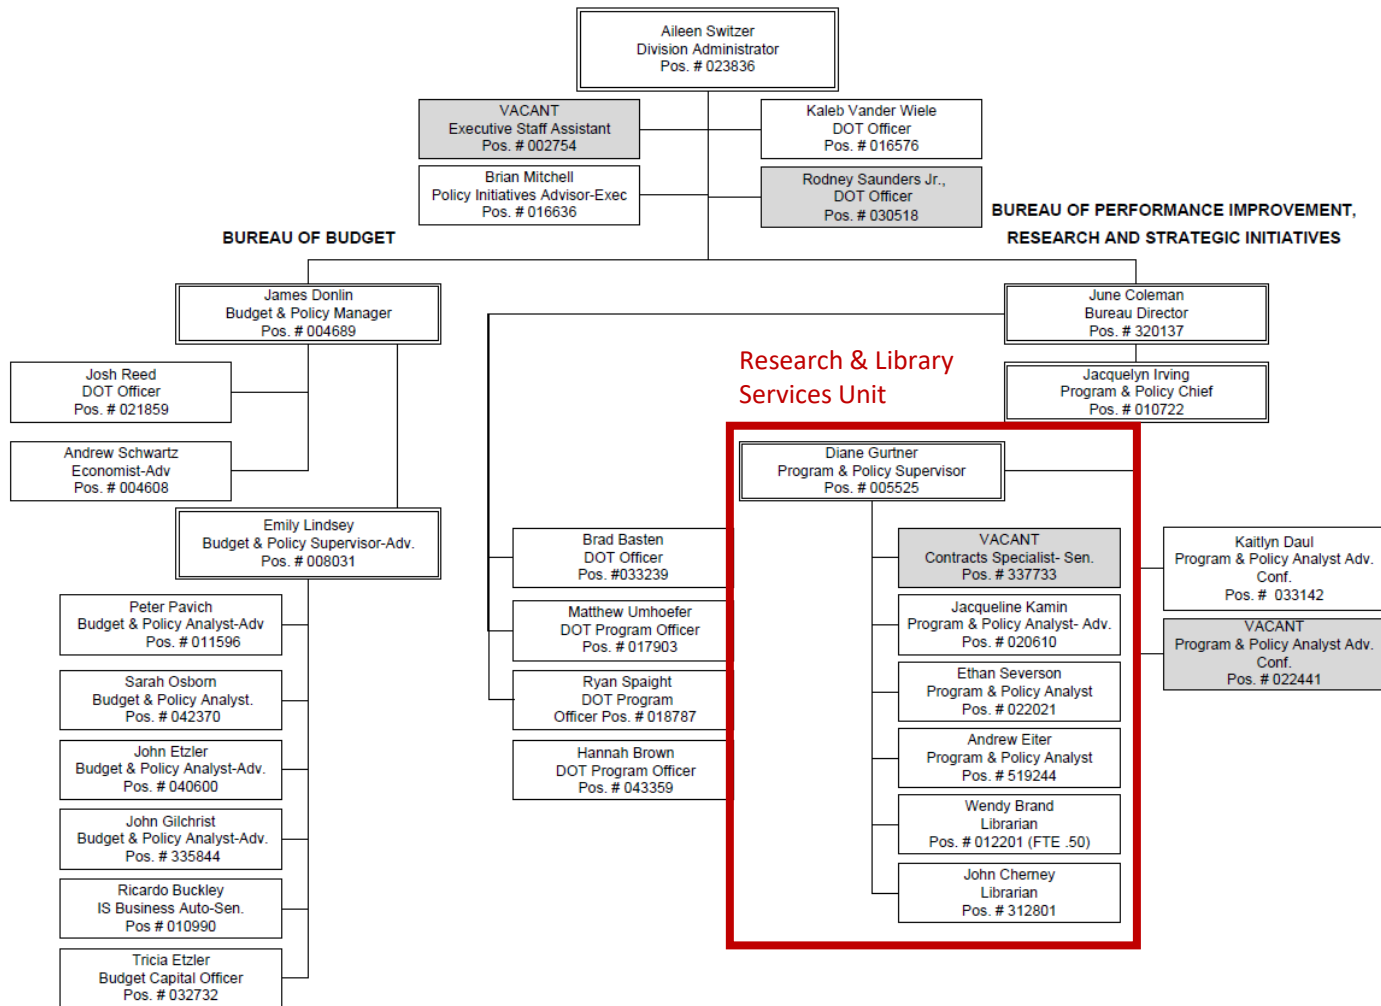 Aileen Switzer
Division Administrator
Pos. # 023836
VACANT
Executive Staff Assistant
Pos. # 002754
Kaleb Vander Wiele
DOT Officer
Pos. # 016576
Brian Mitchell
Policy Initiatives Advisor-Exec
Pos. # 016636
Rodney Saunders Jr.,
DOT Officer
Pos. # 030518
BUREAU OF BUDGET
BUREAU OF PERFORMANCE IMPROVEMENT,
RESEARCH AND STRATEGIC INITIATIVES
James Donlin
Budget & Policy Manager
Pos. # 004689
June Coleman
Bureau Director
Pos. # 320137
Josh Reed
DOT Officer
Pos. # 021859
Research & Library
Services Unit
Jacquelyn Irving
Program & Policy Chief
Pos. # 010722
Andrew Schwartz
Economist-Adv
Pos. # 004608
Diane Gurtner
Program & Policy Supervisor
Pos. # 005525
Emily Lindsey
Budget & Policy Supervisor-Adv.
Pos. # 008031
Peter Pavich
Budget & Policy Analyst-Adv
Pos. # 011596
Sarah Osborn
Budget & Policy Analyst.
Pos. # 042370
John Etzler
Budget & Policy Analyst-Adv.
Pos. # 040600
John Gilchrist
Budget & Policy Analyst-Adv.
Pos. # 335844
Ricardo Buckley
IS Business Auto-Sen.
Pos # 010990
Tricia Etzler
Budget Capital Officer
Pos. # 032732
Brad Basten
DOT Officer
Pos. #033239
Matthew Umhoefer
DOT Program Officer
Pos. # 017903
Ryan Spaight
DOT Program
Officer Pos. # 018787
Hannah Brown
DOT Program Officer
Pos. # 043359
VACANT
Contracts Specialist- Sen.
Pos. # 337733
Jacqueline Kamin
Program & Policy Analyst- Adv.
Pos. # 020610
Ethan Severson
Program & Policy Analyst
Pos. # 022021
Andrew Eiter
Program & Policy Analyst
Pos. # 519244
Wendy Brand
Librarian
Pos. # 012201 (FTE .50)
John Cherney
Librarian
Pos. # 312801
Kaitlyn Daul
Program & Policy Analyst Adv.
Conf.
Pos. # 033142
VACANT
Program & Policy Analyst Adv.
Conf.
Pos. # 022441